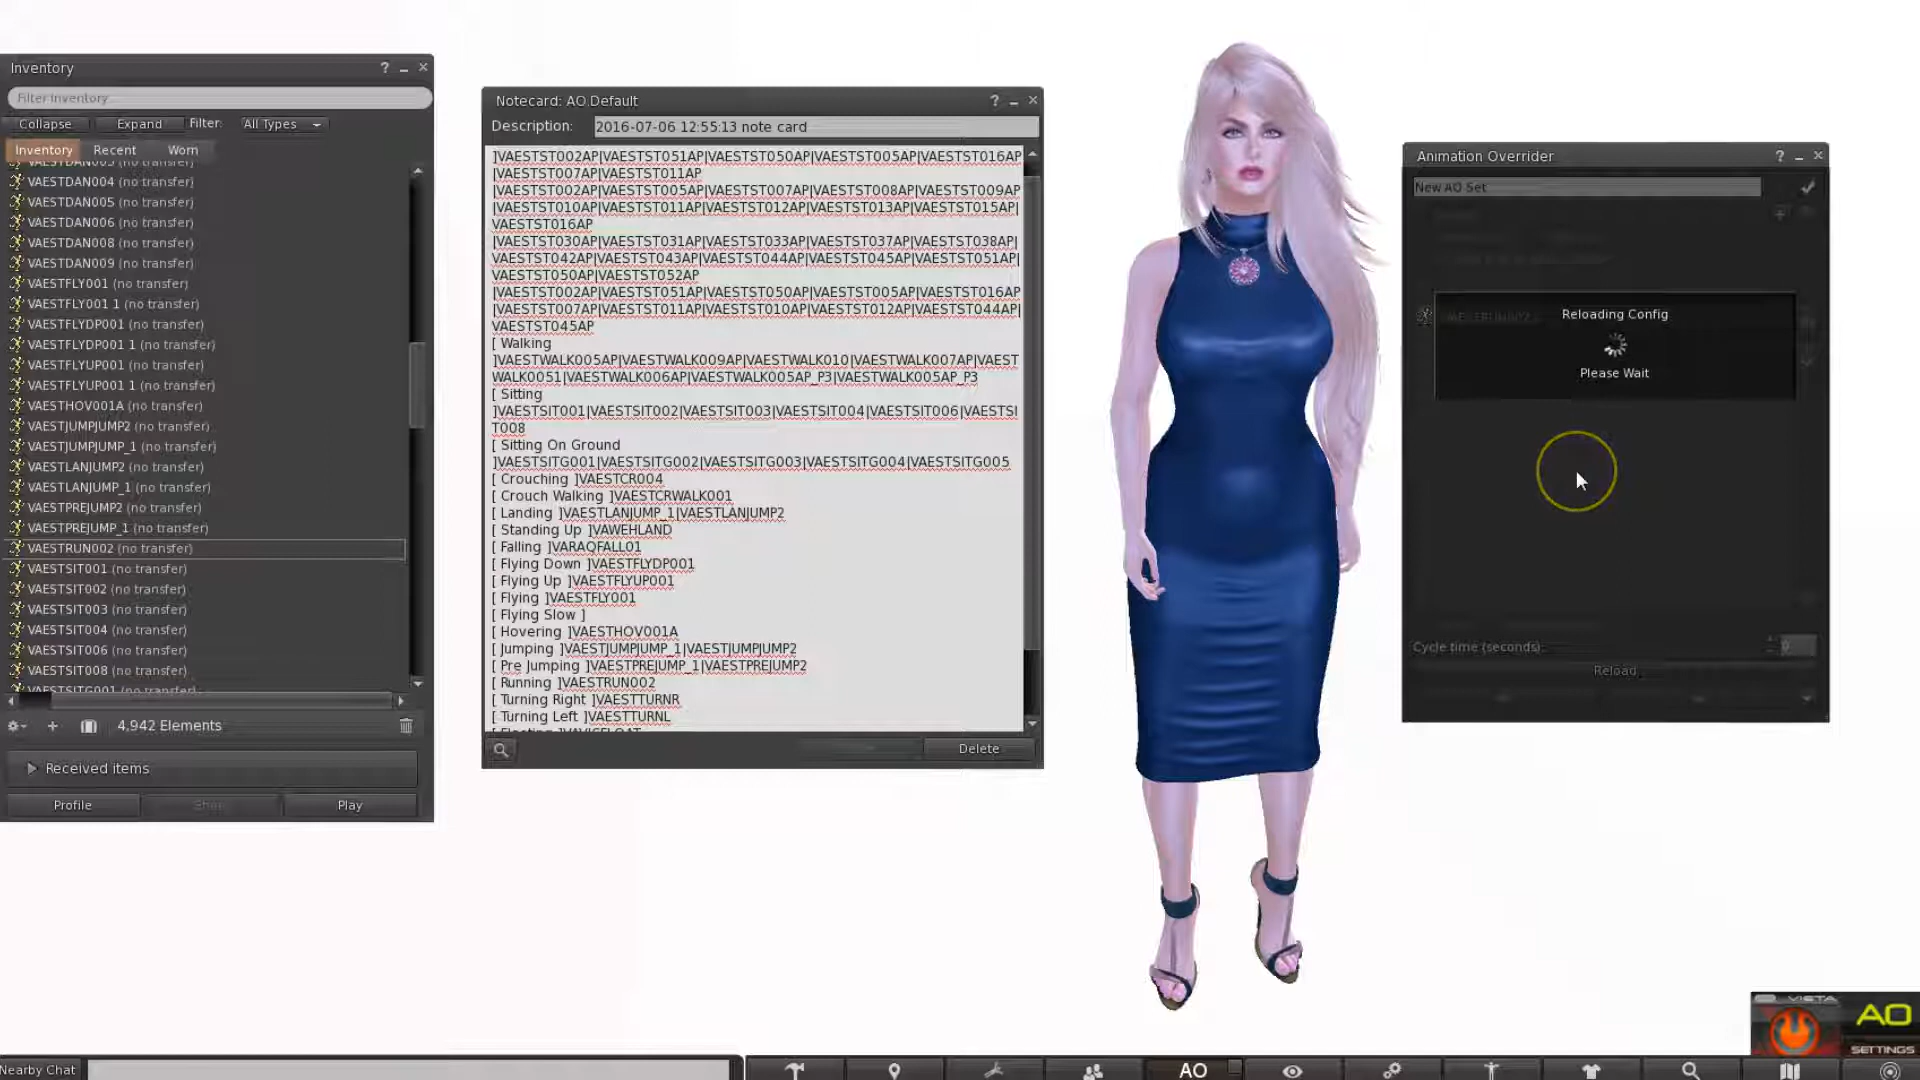 Inventory
Filter Inventory
Collapse Expand Filter: All Types
Inventory Recent Worn
VAESTDAN003 (no transfer)
VAESTDAN004 (no transfer)
VAESTDAN005 (no transfer)
VAESTDAN006 (no transfer)
VAESTDAN008 (no transfer)
VAESTDAN009 (no transfer)
VAESTFLY001 (no transfer)
VAESTFLY001 1 (no transfer)
VAESTFLYDP001 (no transfer)
VAESTFLYDP001 1 (no transfer)
VAESTFLYUP001 (no transfer)
VAESTFLYUP001 1 (no transfer)
VAESTHOV001A (no transfer)
VAESTJUMPJUMP2 (no transfer)
VAESTJUMPJUMP_1 (no transfer)
VAESTLANJUMP2 (no transfer)
VAESTLANJUMP_1 (no transfer)
VAESTPREJUMP2 (no transfer)
VAESTPREJUMP_1 (no transfer)
VAESTRUN002 (no transfer)
VAESTSIT001 (no transfer)
VAESTSIT002 (no transfer)
VAESTSIT003 (no transfer)
VAESTSIT004 (no transfer)
VAESTSIT006 (no transfer)
VAESTSIT008 (no transfer)
VAESTSITG001 (no transfer)
4,942 Elements
Received items
Profile Shop Play
Nearby Chat
Notecard: AO Default
Description: 2016-07-06 12:55:13 note card
]VAESTST002AP|VAESTST051AP|VAESTST050AP|VAESTST005AP|VAESTST016AP
|VAESTST007AP|VAESTST011AP
|VAESTST002AP|VAESTST005AP|VAESTST007AP|VAESTST008AP|VAESTST009AP
|VAESTST010AP|VAESTST011AP|VAESTST012AP|VAESTST013AP|VAESTST015AP|
VAESTST016AP
|VAESTST030AP|VAESTST031AP|VAESTST033AP|VAESTST037AP|VAESTST038AP|
VAESTST042AP|VAESTST043AP|VAESTST044AP|VAESTST045AP|VAESTST051AP|
VAESTST050AP|VAESTST052AP
|VAESTST002AP|VAESTST051AP|VAESTST050AP|VAESTST005AP|VAESTST016AP
|VAESTST007AP|VAESTST011AP|VAESTST010AP|VAESTST012AP|VAESTST044AP|
VAESTST045AP
[ Walking
]VAESTWALK005AP|VAESTWALK009AP|VAESTWALK010|VAESTWALK007AP|VAEST
WALK0051|VAESTWALK006AP|VAESTWALK005AP_P3|VAESTWALK005AP_P3
[ Sitting
]VAESTSIT001|VAESTSIT002|VAESTSIT003|VAESTSIT004|VAESTSIT006|VAESTSI
T008
[ Sitting On Ground
]VAESTSITG001|VAESTSITG002|VAESTSITG003|VAESTSITG004|VAESTSITG005
[ Crouching ]VAESTCR004
[ Crouch Walking ]VAESTCRWALK001
[ Landing ]VAESTLANJUMP_1|VAESTLANJUMP2
[ Standing Up ]VAWEHLAND
[ Falling ]VARAQFALL01
[ Flying Down ]VAESTFLYDP001
[ Flying Up ]VAESTFLYUP001
[ Flying ]VAESTFLY001
[ Flying Slow ]
[ Hovering ]VAESTHOV001A
[ Jumping ]VAESTJUMPJUMP_1|VAESTJUMPJUMP2
[ Pre Jumping ]VAESTPREJUMP_1|VAESTPREJUMP2
[ Running ]VAESTRUN002
[ Turning Right ]VAESTTURNR
[ Turning Left ]VAESTTURNL
Delete
Animation Overrider
New AO Set
Reloading Config
Please Wait
Cycle time (seconds): 0
Reload
VISTA
AO
SETTINGS
AO